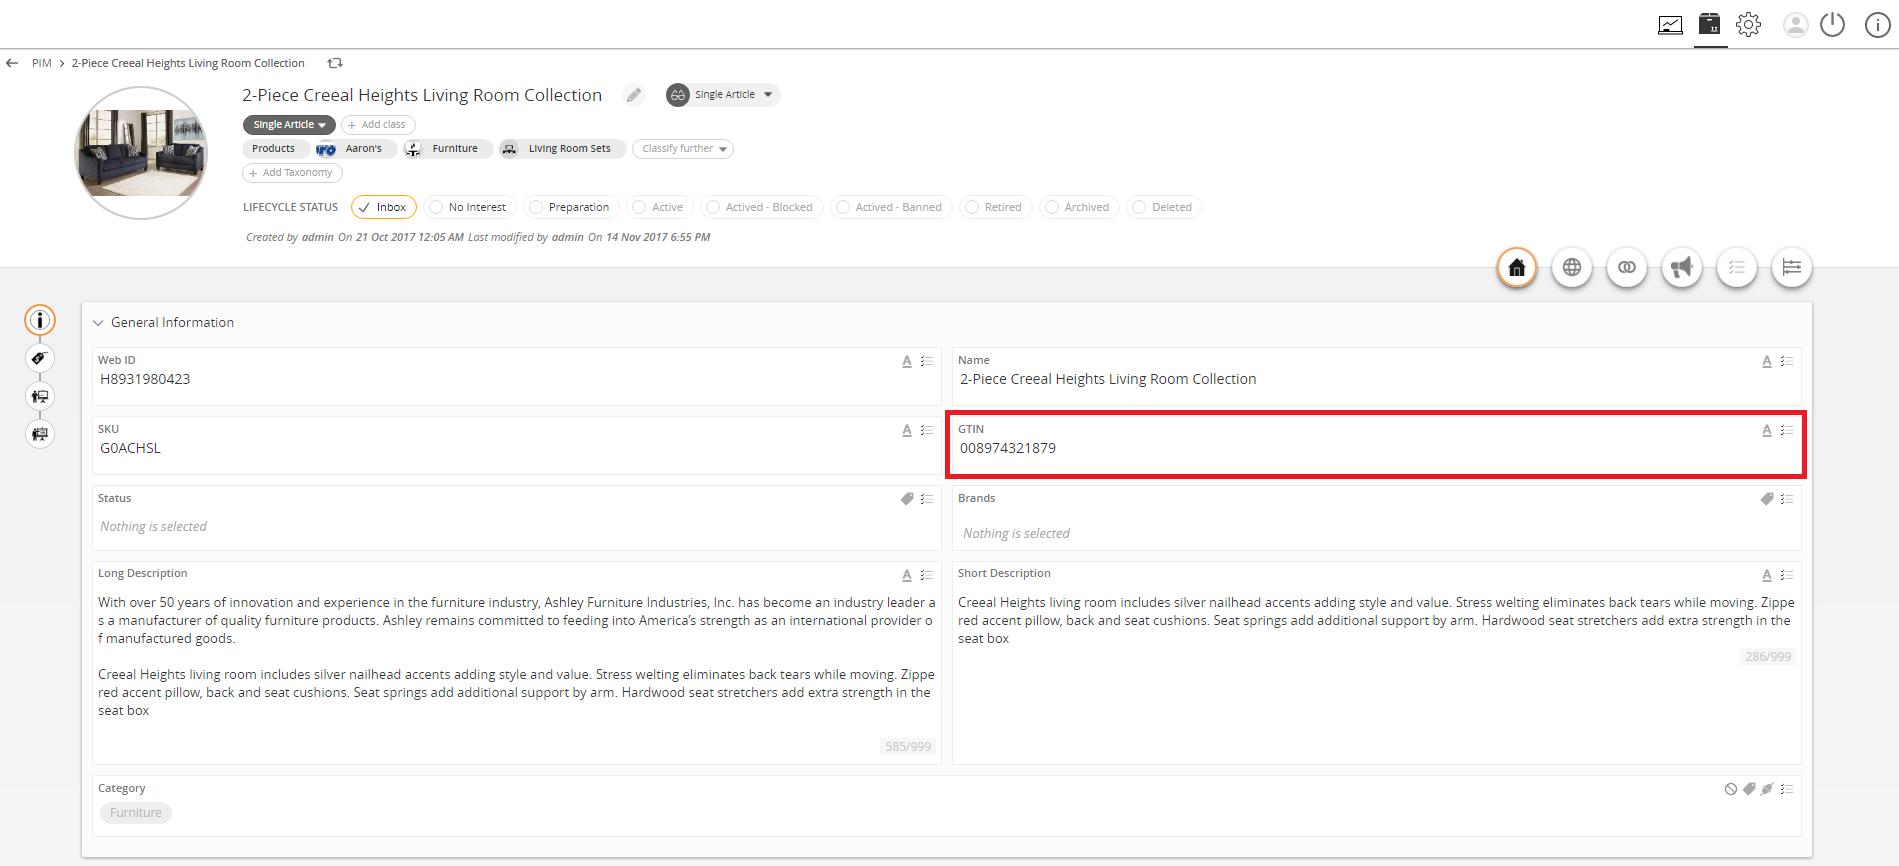 PIM > 2-Piece Creeal Heights Living Room Collection
2-Piece Creeal Heights Living Room Collection
Single Article
Single Article
+ Add class
Products
Aaron's
Furniture
Living Room Sets
Classify further
+ Add Taxonomy
LIFECYCLE STATUS
Inbox
No Interest
Preparation
Active
Actived - Blocked
Actived - Banned
Retired
Archived
Deleted
Created by admin On 21 Oct 2017 12:05 AM Last modified by admin On 14 Nov 2017 6:55 PM
General Information
Web ID
H8931980423
Name
2-Piece Creeal Heights Living Room Collection
SKU
G0ACHSL
GTIN
008974321879
Status
Nothing is selected
Brands
Nothing is selected
Long Description
With over 50 years of innovation and experience in the furniture industry, Ashley Furniture Industries, Inc. has become an industry leader a
s a manufacturer of quality furniture products. Ashley remains committed to feeding into America's strength as an international provider o
f manufactured goods.
Creeal Heights living room includes silver nailhead accents adding style and value. Stress welting eliminates back tears while moving. Zippe
red accent pillow, back and seat cushions. Seat springs add additional support by arm. Hardwood seat stretchers add extra strength in the
seat box
585/999
Short Description
Creeal Heights living room includes silver nailhead accents adding style and value. Stress welting eliminates back tears while moving. Zippe
red accent pillow, back and seat cushions. Seat springs add additional support by arm. Hardwood seat stretchers add extra strength in the
seat box
286/999
Category
Furniture